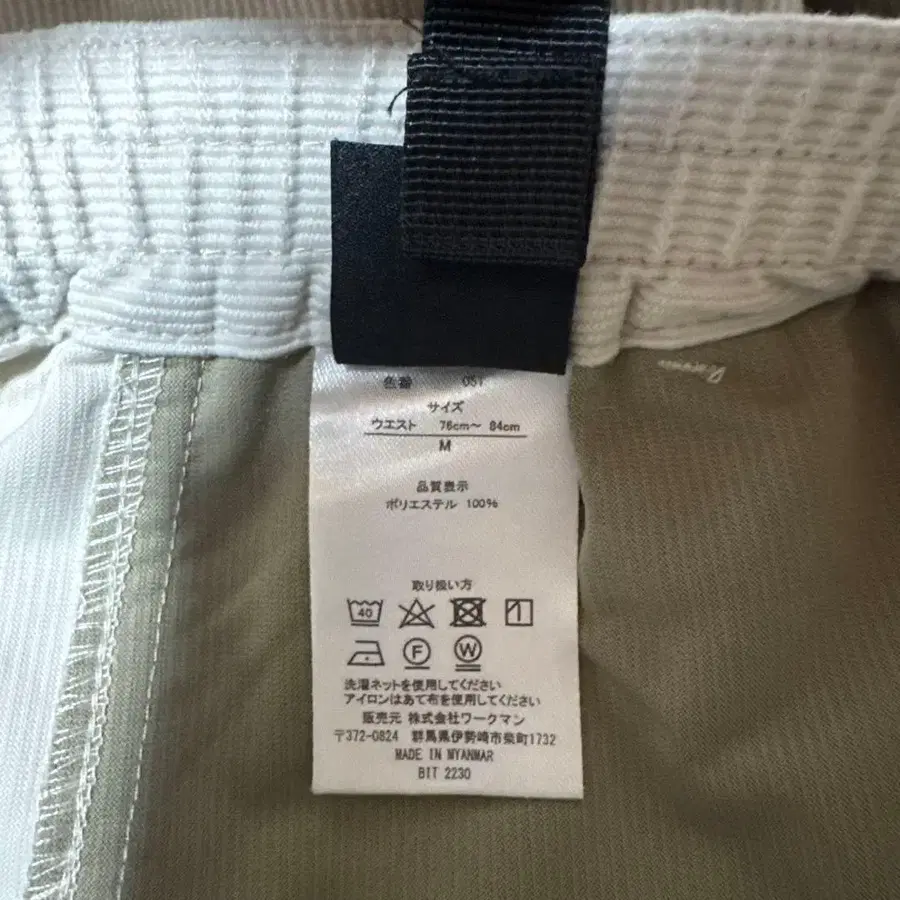 色番 051
サイズ
ウエスト 76cm～ 84cm
M
品質表示
ポリエステル 100%
取り扱い方
40
F W
洗濯ネットを使用してください
アイロンはあて布を使用してください
販売元 株式会社ワークマン
〒372-0824 群馬県伊勢崎市柴町1732
MADE IN MYANMAR
BIT 2230